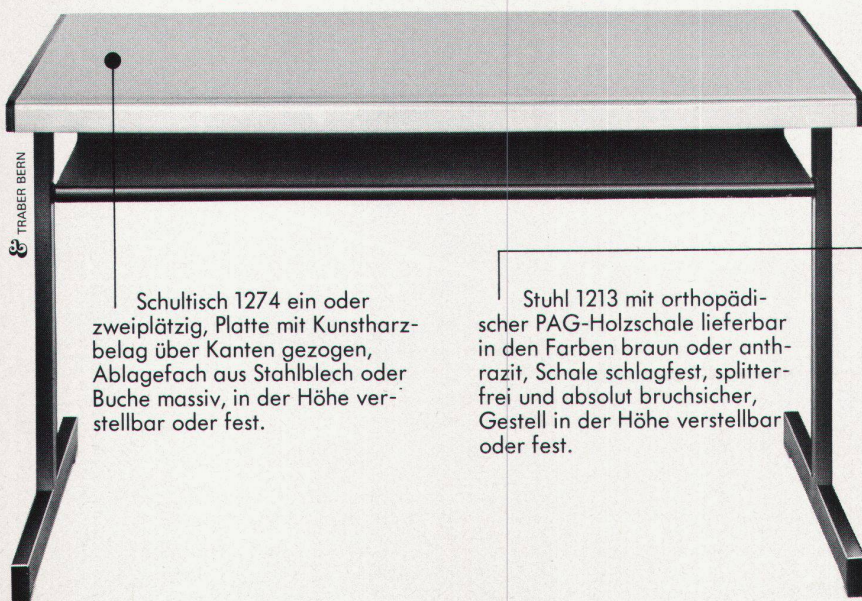 & TRABER BERN
Schultisch 1274 ein oder
zweiplätzig, Platte mit Kunstharz-
belag über Kanten gezogen,
Ablagefach aus Stahlblech oder
Buche massiv, in der Höhe ver-
stellbar oder fest.
Stuhl 1213 mit orthopädi-
scher PAG-Holzschale lieferbar
in den Farben braun oder anth-
razit, Schale schlagfest, splitter-
frei und absolut bruchsicher,
Gestell in der Höhe verstellbar
oder fest.